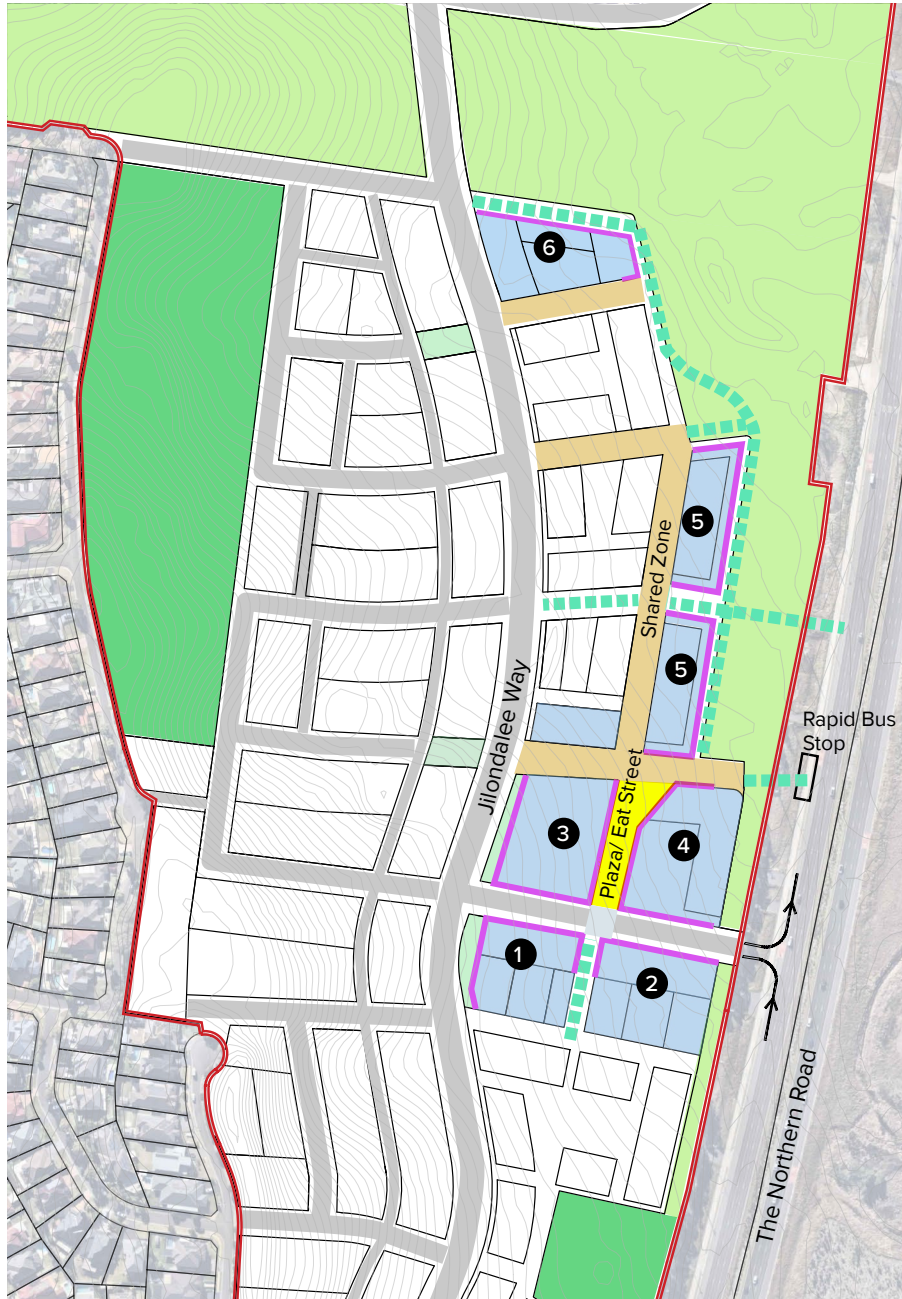 6
5
Shared Zone
5
Rapid Bus
Stop
Jilondalee Way
Plaza/ Eat Street
3
4
1
2
The Northern Road